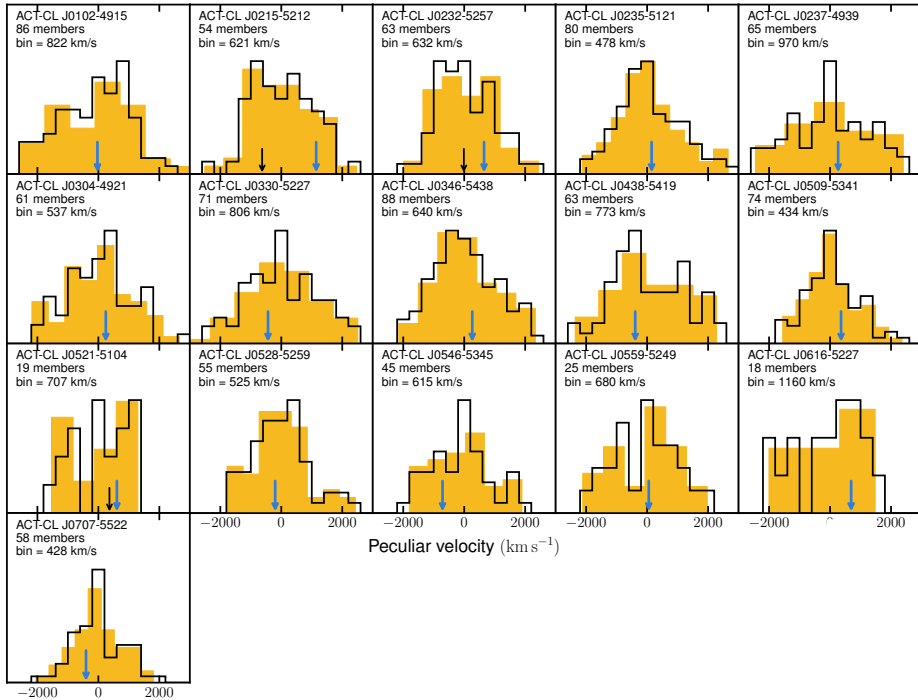 ACT-CL J0102-4915
86 members
bin = 822 km/s
ACT-CL J0215-5212
54 members
bin = 621 km/s
ACT-CL J0232-5257
63 members
bin = 632 km/s
ACT-CL J0235-5121
80 members
bin = 478 km/s
ACT-CL J0237-4939
65 members
bin = 970 km/s
ACT-CL J0304-4921
61 members
bin = 537 km/s
ACT-CL J0330-5227
71 members
bin = 806 km/s
ACT-CL J0346-5438
88 members
bin = 640 km/s
ACT-CL J0438-5419
63 members
bin = 773 km/s
ACT-CL J0509-5341
74 members
bin = 434 km/s
ACT-CL J0521-5104
19 members
bin = 707 km/s
ACT-CL J0528-5259
55 members
bin = 525 km/s
ACT-CL J0546-5345
45 members
bin = 615 km/s
ACT-CL J0559-5249
25 members
bin = 680 km/s
ACT-CL J0616-5227
18 members
bin = 1160 km/s
−2000 0 2000
−2000 0 2000
−2000 0 2000
−2000 2000
Peculiar velocity (km s⁻¹)
ACT-CL J0707-5522
58 members
bin = 428 km/s
−2000 0 2000